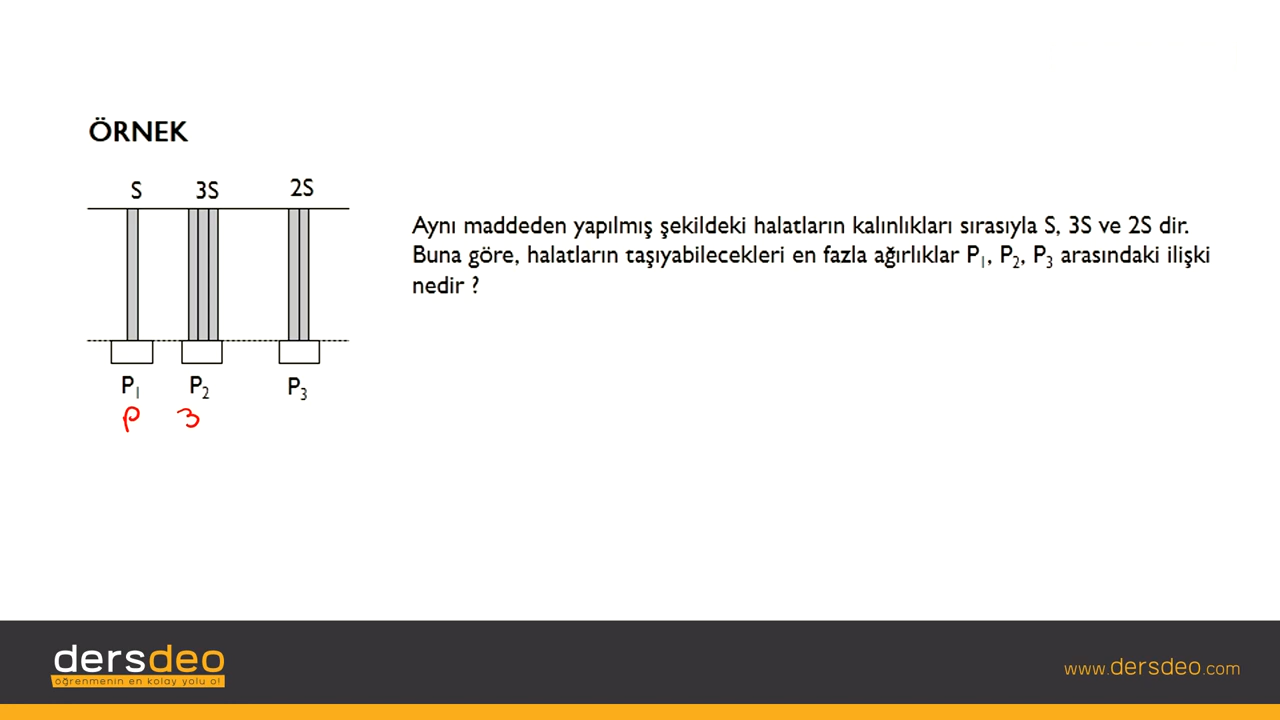 ÖRNEK
S 3S 2S
Aynı maddeden yapılmış şekildeki halatların kalınlıkları sırasıyla S, 3S ve 2S dir.
Buna göre, halatların taşıyabilecekleri en fazla ağırlıklar P₁, P₂, P₃ arasındaki ilişki
nedir ?
P₁ P₂ P₃
P 3
dersdeo
öğrenmenin en kolay yolu o!
www.dersdeo.com